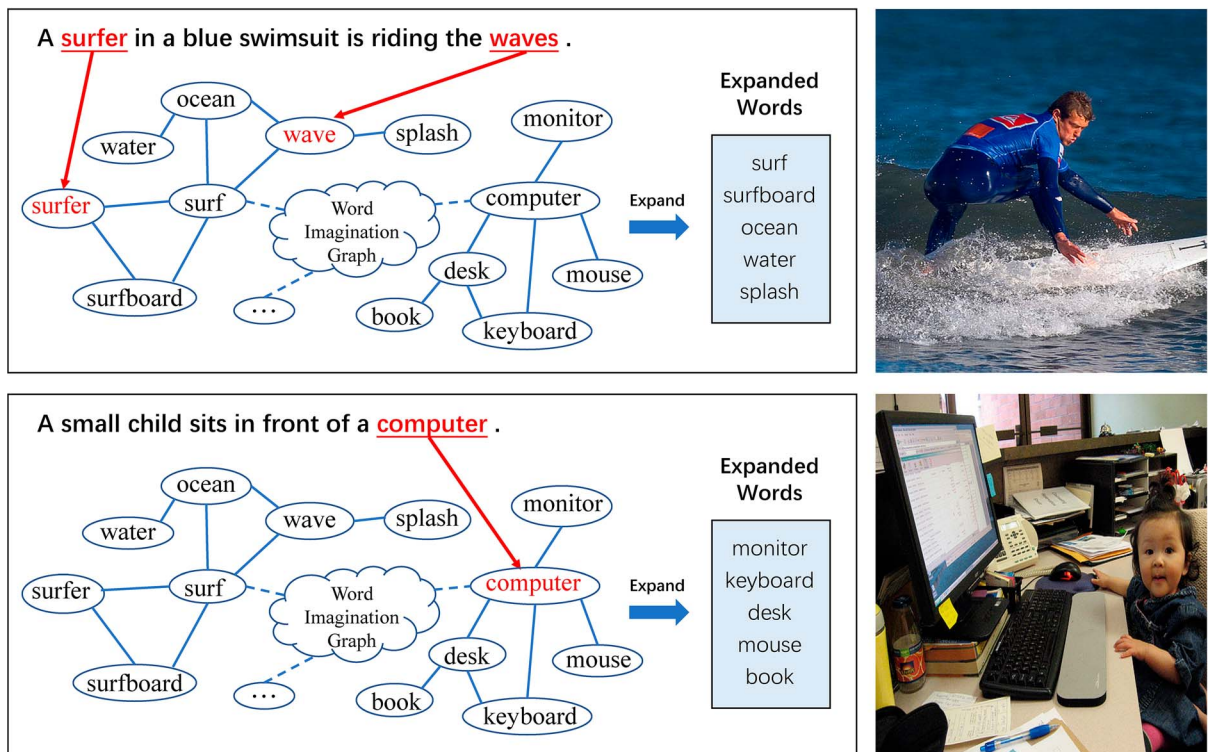 A surfer in a blue swimsuit is riding the waves .
ocean
wave
splash
water
monitor
surfer
surf
Word
Imagination
Graph
computer
surfboard
...
desk
mouse
book
keyboard
Expand
Expanded
Words
surf
surfboard
ocean
water
splash
A small child sits in front of a computer .
ocean
wave
splash
water
monitor
surfer
surf
Word
Imagination
Graph
computer
surfboard
...
desk
mouse
book
keyboard
Expand
Expanded
Words
monitor
keyboard
desk
mouse
book